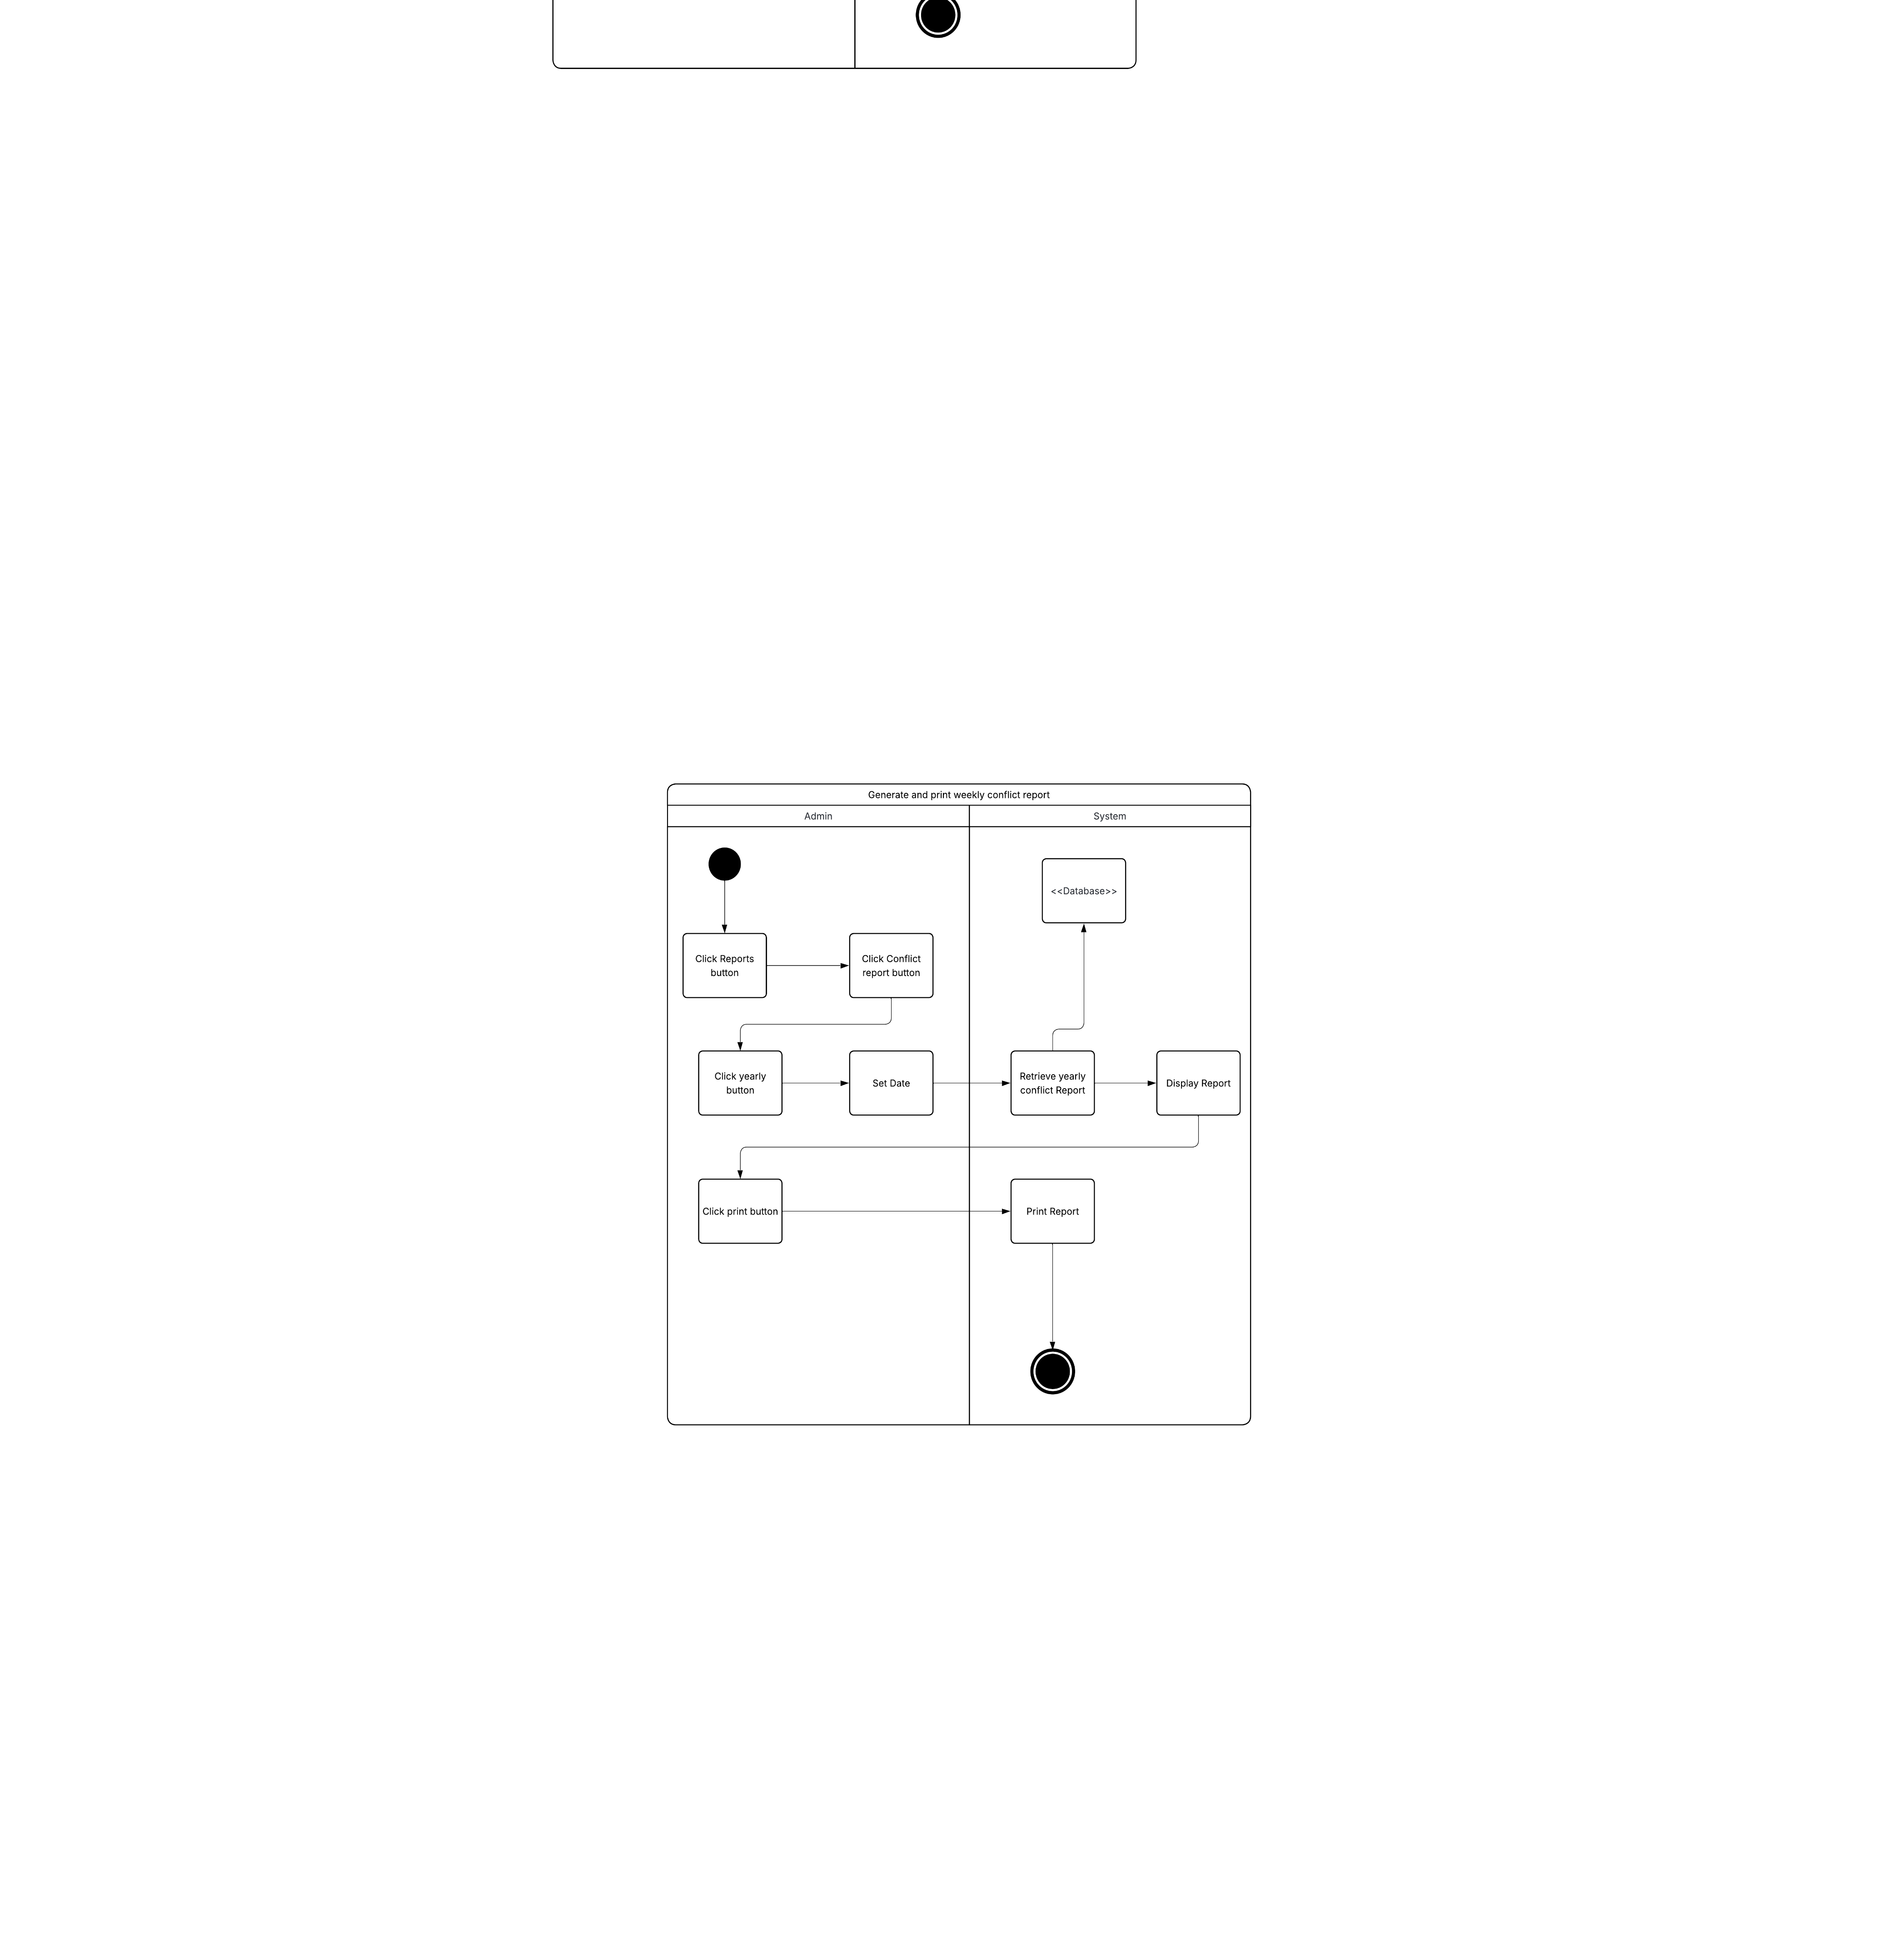 Generate and print weekly conflict report
Admin
System
<<Database>>
Click Reports
button
Click Conflict
report button
Click yearly
button
Set Date
Retrieve yearly
conflict Report
Display Report
Click print button
Print Report